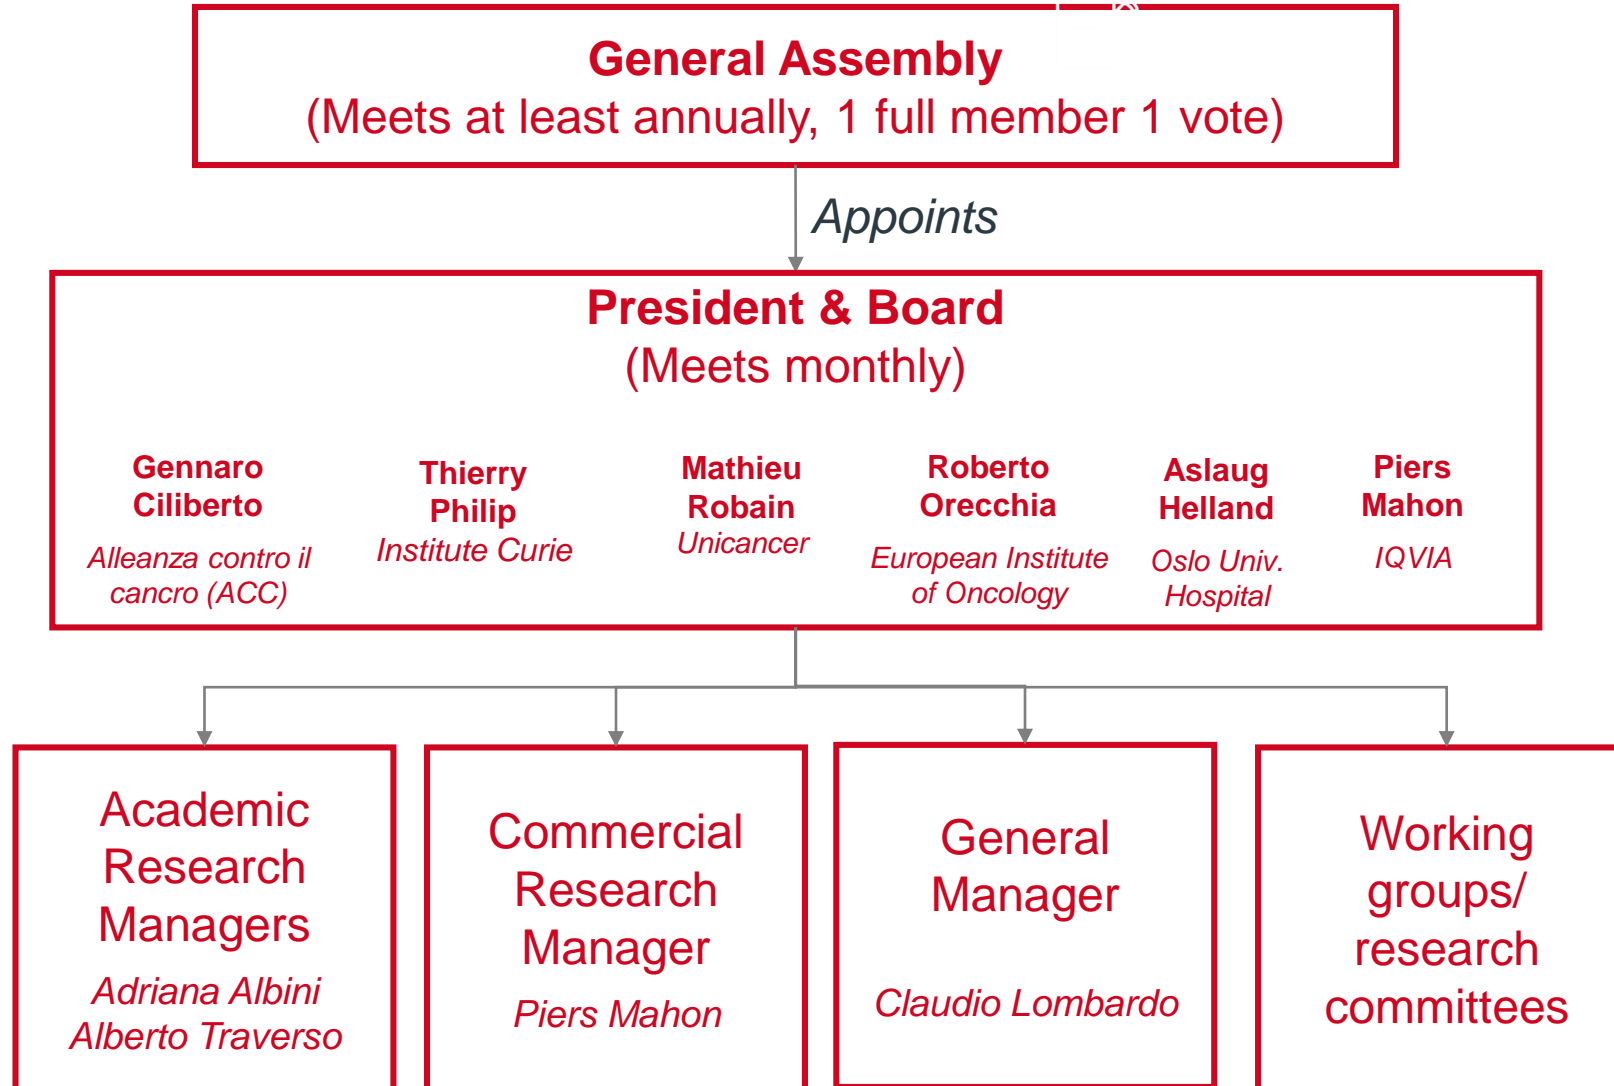 General Assembly
(Meets at least annually, 1 full member 1 vote)
Appoints
President & Board
(Meets monthly)
Gennaro
Ciliberto
Alleanza contro il
cancro (ACC)
Thierry
Philip
Institute Curie
Mathieu
Robain
Unicancer
Roberto
Orecchia
European Institute
of Oncology
Aslaug
Helland
Oslo Univ.
Hospital
Piers
Mahon
IQVIA
Academic
Research
Managers
Adriana Albini
Alberto Traverso
Commercial
Research
Manager
Piers Mahon
General
Manager
Claudio Lombardo
Working
groups/
research
committees